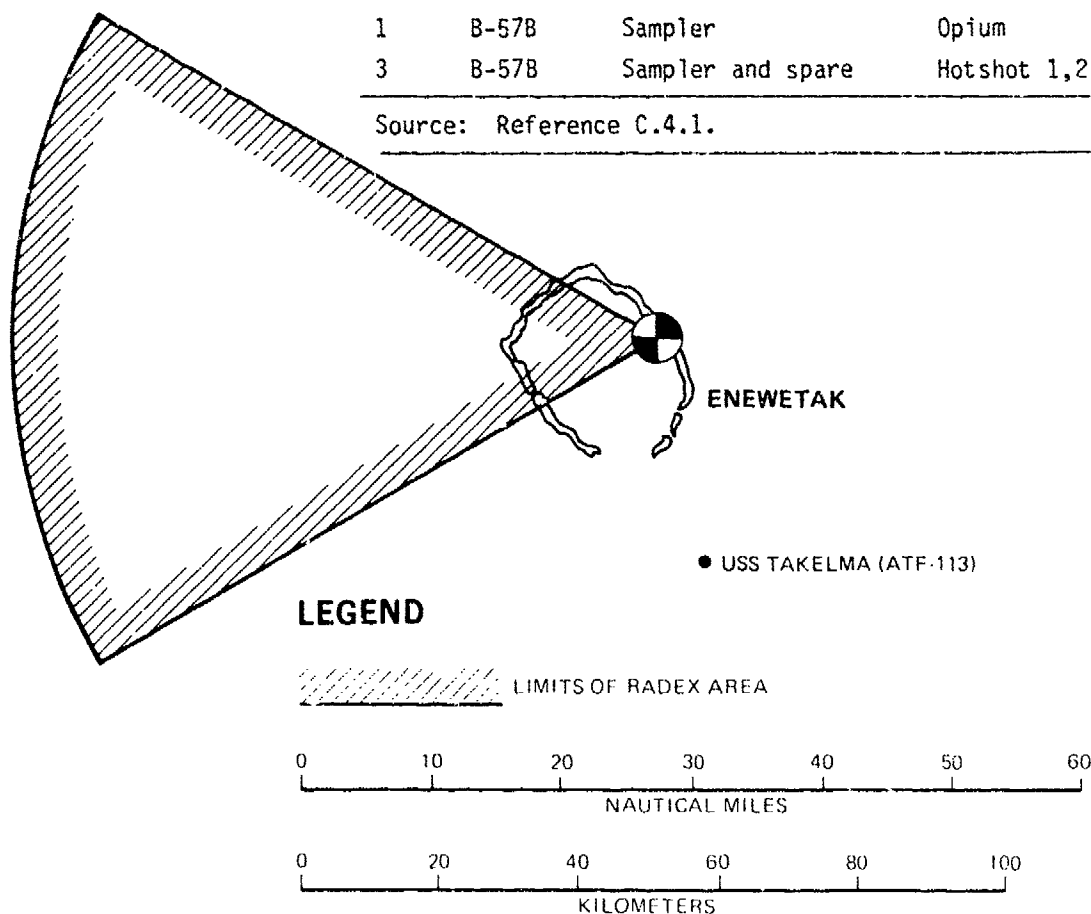 1 B-57B Sampler Opium
3 B-57B Sampler and spare Hotshot 1,2
Source: Reference C.4.1.
ENEWETAK
USS TAKELMA (ATF-113)
LEGEND
LIMITS OF RADEX AREA
0 10 20 30 40 50 60
NAUTICAL MILES
0 20 40 60 80 100
KILOMETERS